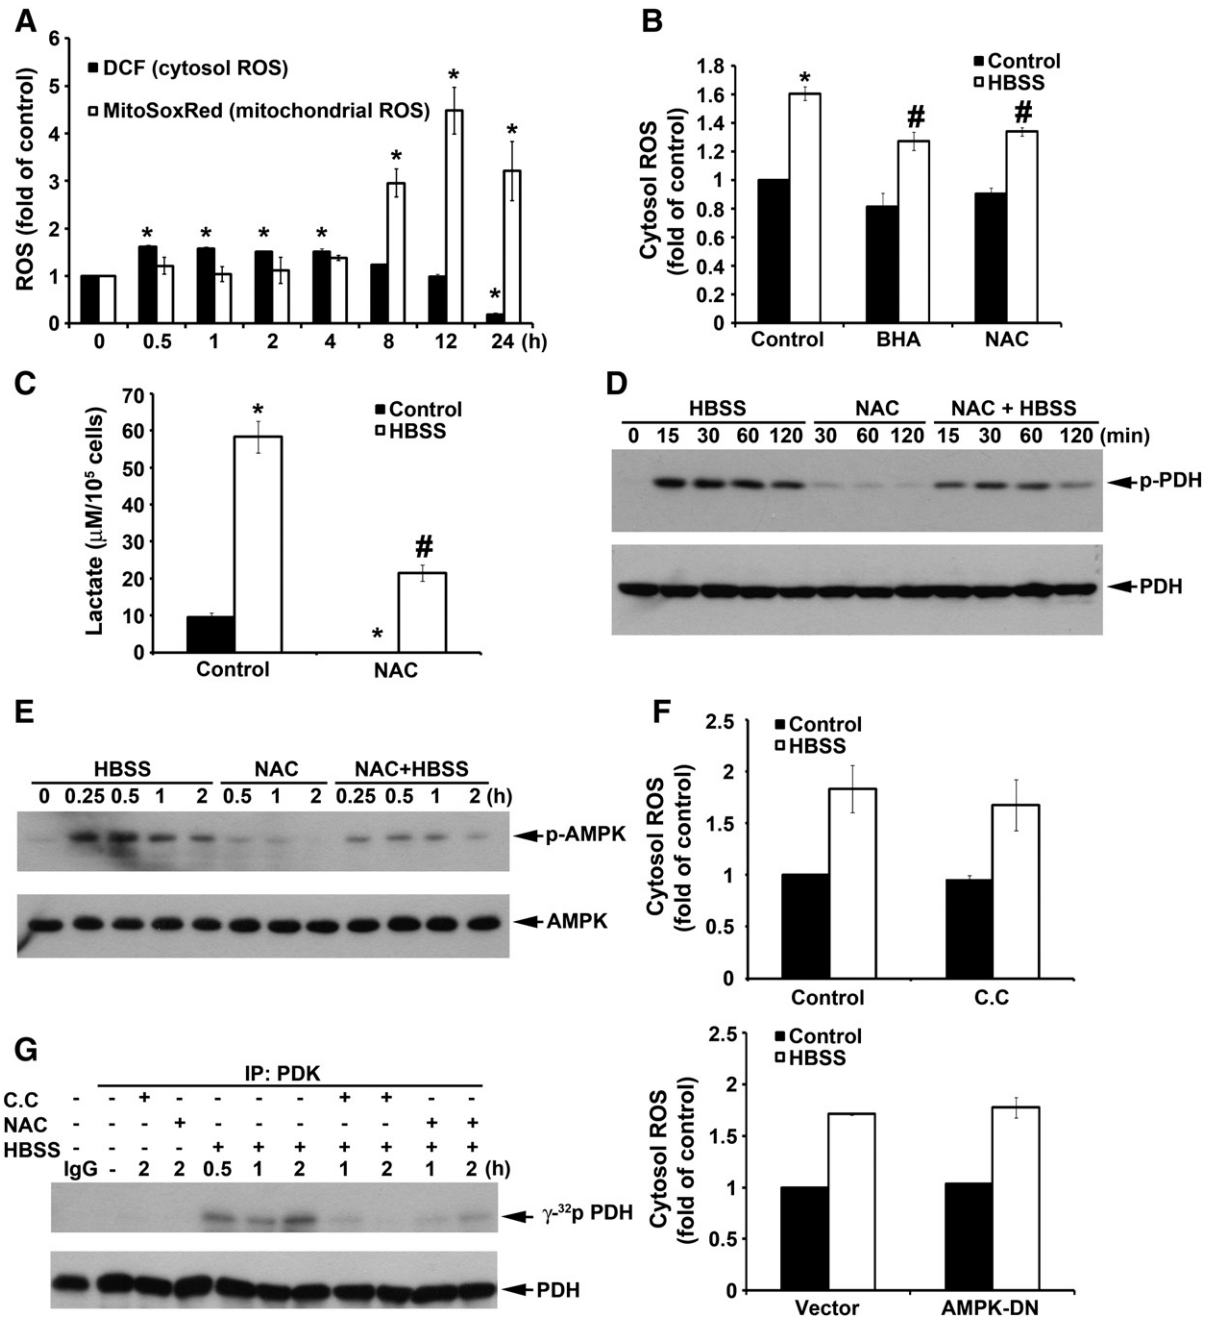 A
6
5
4
3
2
1
0
ROS (fold of control)
DCF (cytosol ROS)
MitoSoxRed (mitochondrial ROS)
* * * * * * * *
0 0.5 1 2 4 8 12 24 (h)
B
1.8
1.6
1.4
1.2
1
0.8
0.6
0.4
0.2
0
Cytosol ROS
(fold of control)
Control
HBSS
* # #
Control BHA NAC
C
70
60
50
40
30
20
10
0
Lactate (μM/10⁵ cells)
Control
HBSS
* * #
Control NAC
D
HBSS NAC NAC + HBSS
0 15 30 60 120 30 60 120 15 30 60 120 (min)
p-PDH
PDH
E
HBSS NAC NAC+HBSS
0 0.25 0.5 1 2 0.5 1 2 0.25 0.5 1 2 (h)
p-AMPK
AMPK
F
2.5
2
1.5
1
0.5
0
Cytosol ROS
(fold of control)
Control
HBSS
Control C.C
2.5
2
1.5
1
0.5
0
Cytosol ROS
(fold of control)
Control
HBSS
Vector AMPK-DN
G
IP: PDK
C.C - - + - - - - + + - -
NAC - - - + - - - - - + +
HBSS - - - - + + + + + + +
IgG - 2 2 0.5 1 2 1 2 1 2 (h)
γ-³²p PDH
PDH